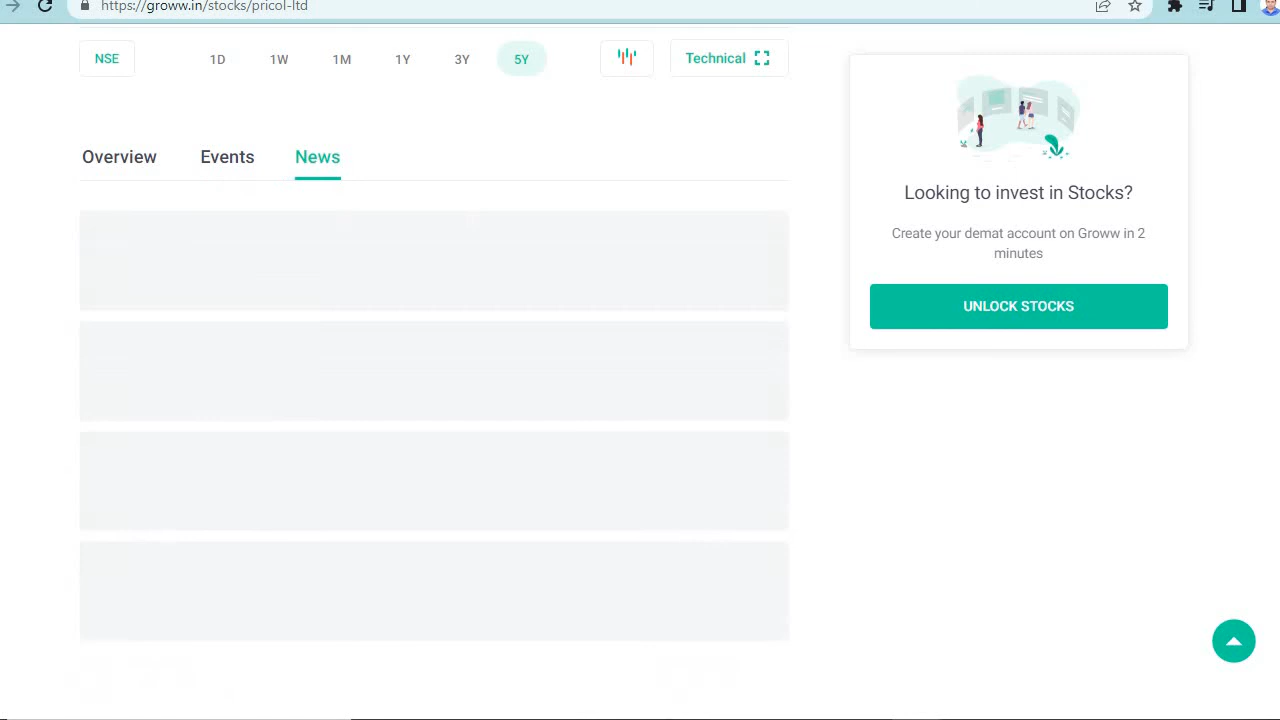 https://groww.in/stocks/pricol-ltd
NSE 1D 1W 1M 1Y 3Y 5Y Technical
Overview Events News
Looking to invest in Stocks?
Create your demat account on Groww in 2
minutes
UNLOCK STOCKS